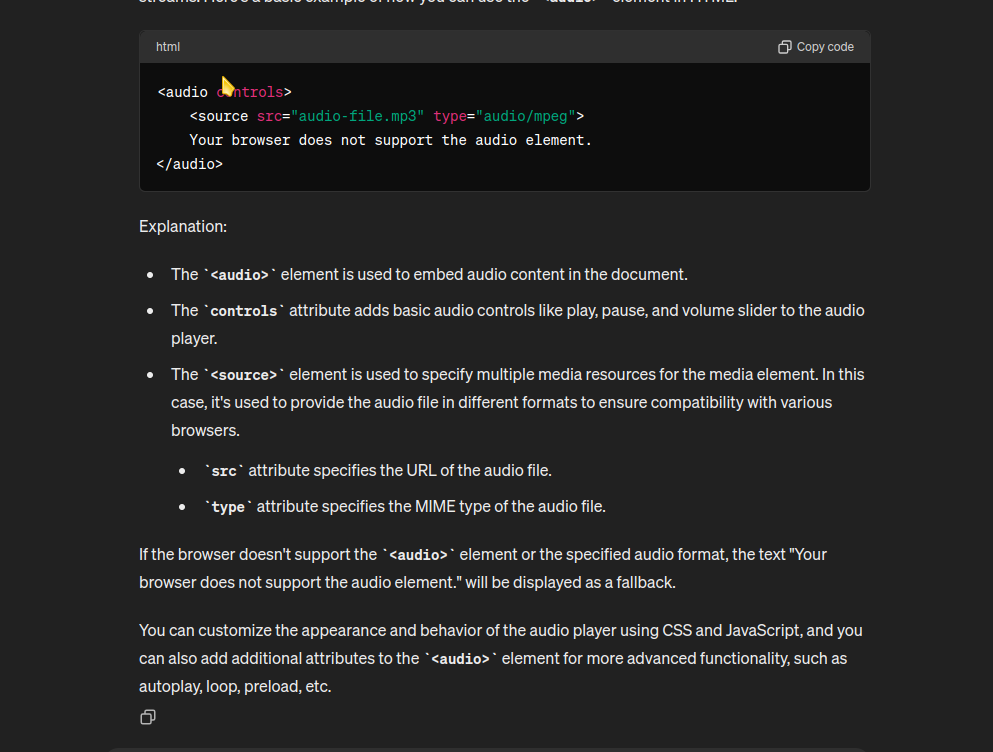 streams. Here's a basic example of how you can use the `<audio>` element in HTML:
html
Copy code
<audio controls>
<source src="audio-file.mp3" type="audio/mpeg">
Your browser does not support the audio element.
</audio>
Explanation:
The `<audio>` element is used to embed audio content in the document.
The `controls` attribute adds basic audio controls like play, pause, and volume slider to the audio
player.
The `<source>` element is used to specify multiple media resources for the media element. In this
case, it's used to provide the audio file in different formats to ensure compatibility with various
browsers.
`src` attribute specifies the URL of the audio file.
`type` attribute specifies the MIME type of the audio file.
If the browser doesn't support the `<audio>` element or the specified audio format, the text "Your
browser does not support the audio element." will be displayed as a fallback.
You can customize the appearance and behavior of the audio player using CSS and JavaScript, and you
can also add additional attributes to the `<audio>` element for more advanced functionality, such as
autoplay, loop, preload, etc.